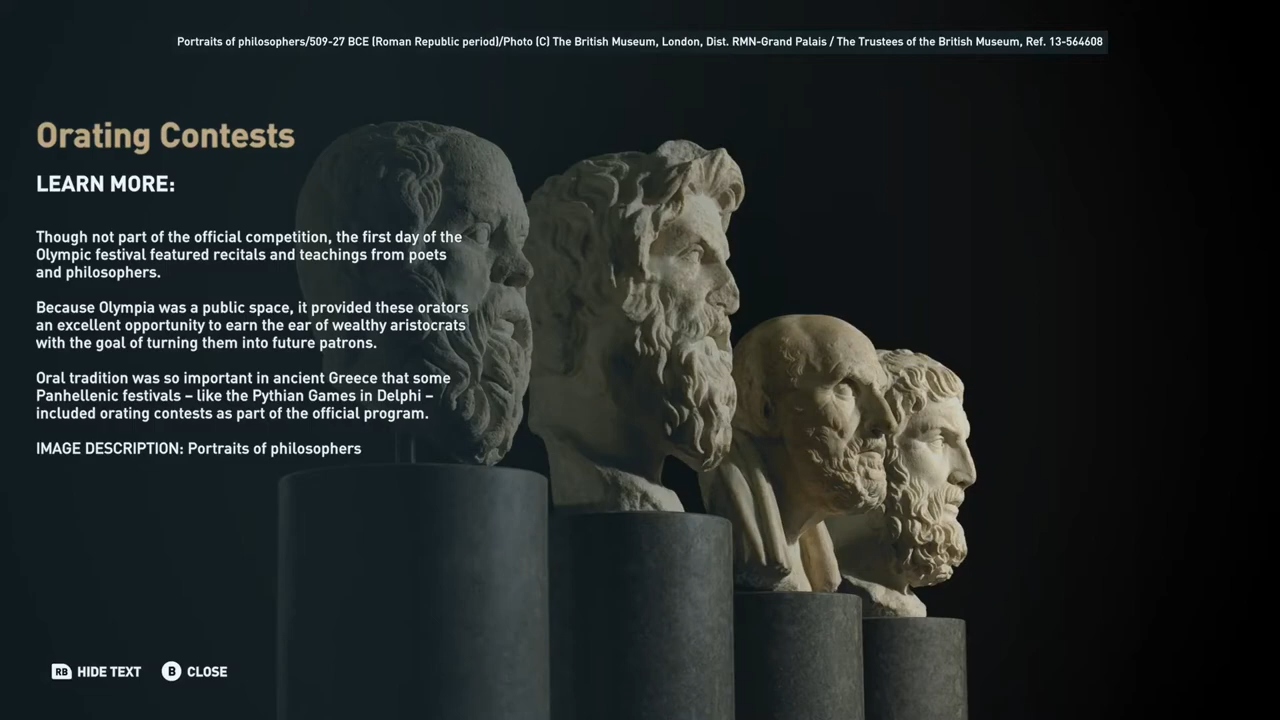 Portraits of philosophers/509-27 BCE (Roman Republic period)/Photo (C) The British Museum, London, Dist. RMN-Grand Palais / The Trustees of the British Museum, Ref. 13-564608
Orating Contests
LEARN MORE:
Though not part of the official competition, the first day of the
Olympic festival featured recitals and teachings from poets
and philosophers.
Because Olympia was a public space, it provided these orators
an excellent opportunity to earn the ear of wealthy aristocrats
with the goal of turning them into future patrons.
Oral tradition was so important in ancient Greece that some
Panhellenic festivals – like the Pythian Games in Delphi –
included orating contests as part of the official program.
IMAGE DESCRIPTION: Portraits of philosophers
RB HIDE TEXT B CLOSE